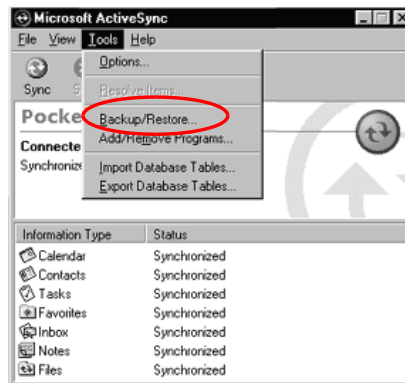 Microsoft ActiveSync
File View Tools Help
Options...
Sync S Resolve Items...
Pocke Backup/Restore...
Connecte Add/Remove Programs...
Synchronize Import Database Tables...
Export Database Tables...
Information Type Status
Calendar Synchronized
Contacts Synchronized
Tasks Synchronized
Favorites Synchronized
Inbox Synchronized
Notes Synchronized
Files Synchronized